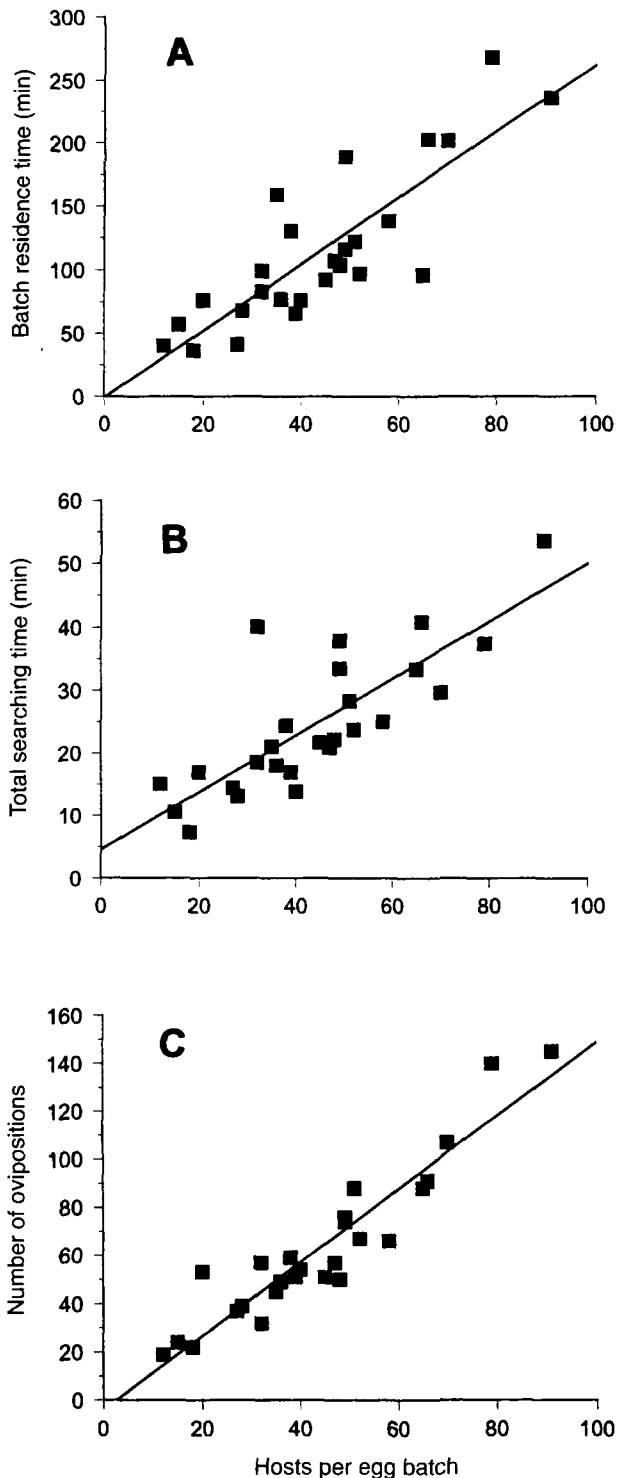 A
Batch residence time (min)
300
250
200
150
100
50
0
0 20 40 60 80 100
B
Total searching time (min)
60
50
40
30
20
10
0
0 20 40 60 80 100
C
Number of ovipositions
160
140
120
100
80
60
40
20
0
0 20 40 60 80 100
Hosts per egg batch